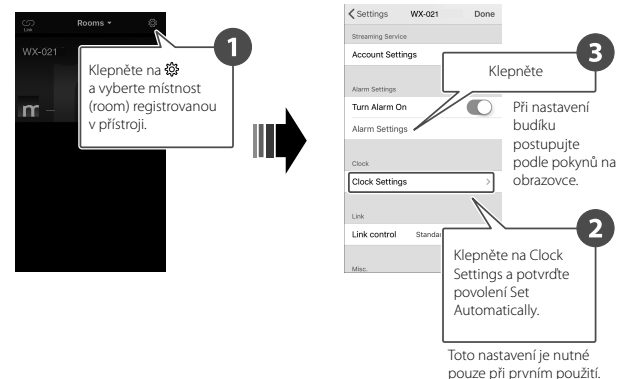 Link
Rooms
WX-021
m
1
Klepněte na
a vyberte místnost
(room) registrovanou
v přístroji.
Settings WX-021 Done
Streaming Service
Account Settings
Alarm Settings
Turn Alarm On
Alarm Settings
Clock
Clock Settings
Link
Link control Standa
Misc.
3
Klepněte
Při nastavení
budíku
postupujte
podle pokynů na
obrazovce.
2
Klepněte na Clock
Settings a potvrďte
povolení Set
Automatically.
Toto nastavení je nutné
pouze při prvním použití.